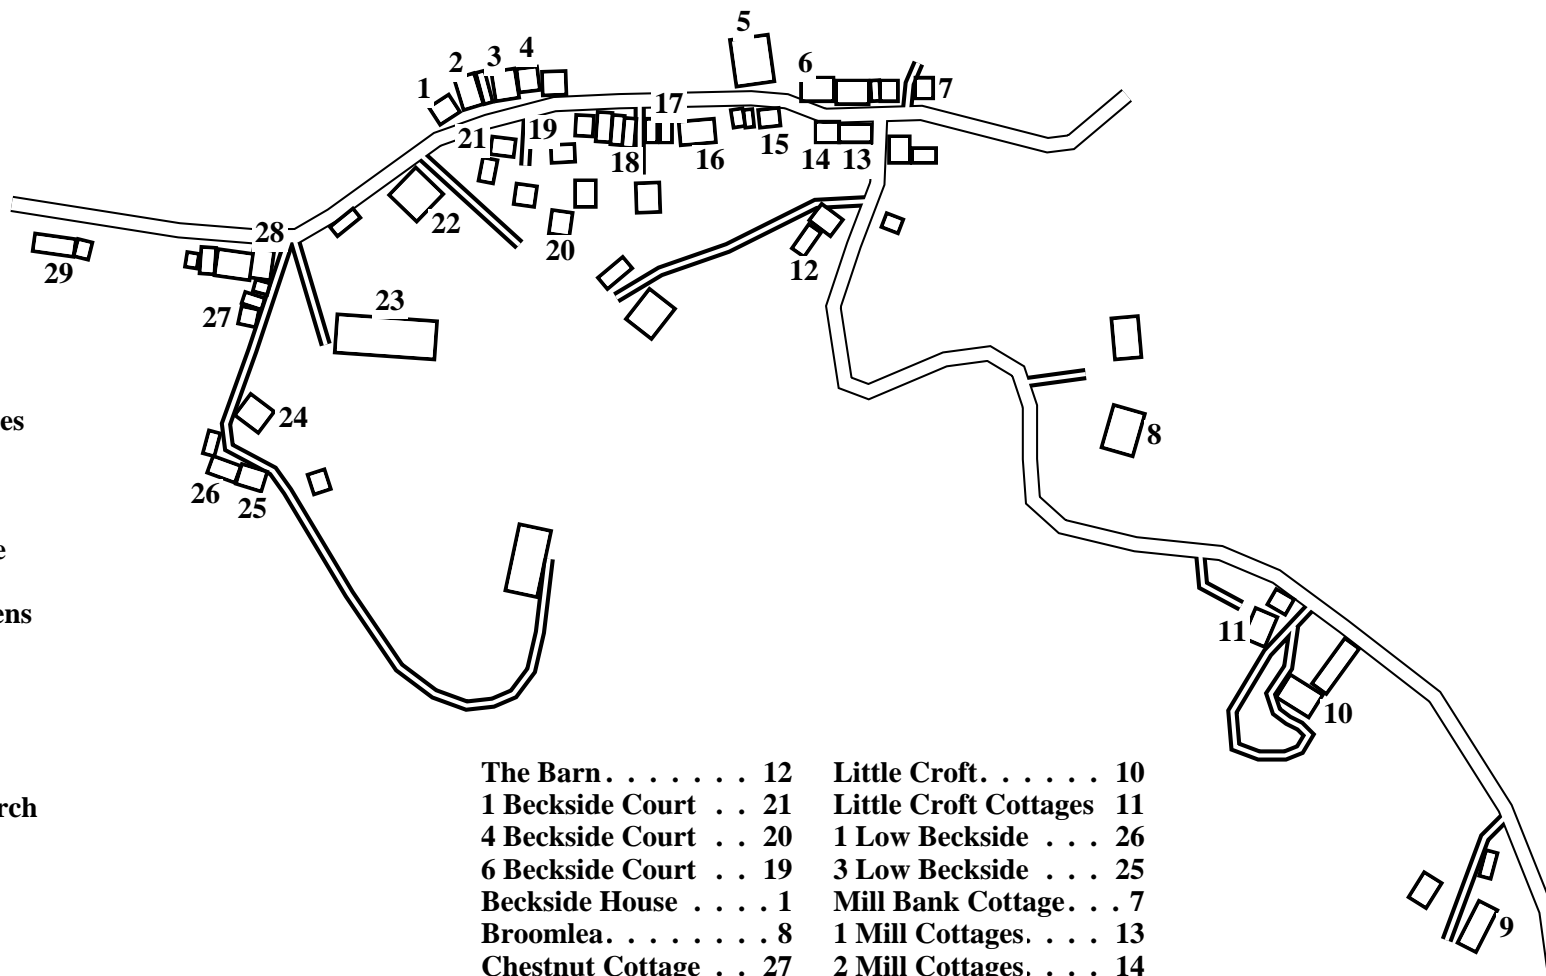 5
4
3
2
6
1
7
17
19
21
15
18
16
14
13
22
28
20
29
12
23
27
24
es
8
26
25
e
ens
11
10
The Barn. . . . . . . 12
1 Beckside Court . . 21
4 Beckside Court . . 20
6 Beckside Court . . 19
Beckside House . . . . 1
Broomlea. . . . . . . . 8
Chestnut Cottage . . 27
Little Croft. . . . . . 10
Little Croft Cottages 11
1 Low Beckside . . . 26
3 Low Beckside . . . 25
Mill Bank Cottage. . . 7
1 Mill Cottages. . . . 13
2 Mill Cottages. . . . 14
rch
9